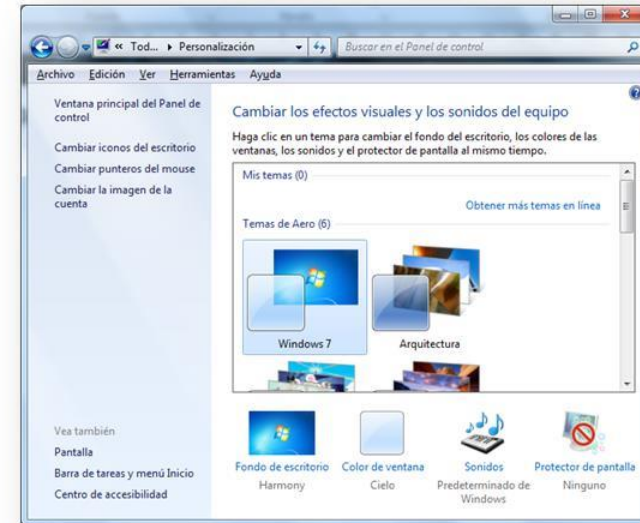 « Tod... ▸ Personalización
Buscar en el Panel de control
Archivo Edición Ver Herramientas Ayuda
Ventana principal del Panel de
control
Cambiar iconos del escritorio
Cambiar punteros del mouse
Cambiar la imagen de la
cuenta
Vea también
Pantalla
Barra de tareas y menú Inicio
Centro de accesibilidad
Cambiar los efectos visuales y los sonidos del equipo
Haga clic en un tema para cambiar el fondo del escritorio, los colores de las
ventanas, los sonidos y el protector de pantalla al mismo tiempo.
Mis temas (0)
Obtener más temas en línea
Temas de Aero (6)
Windows 7
Arquitectura
Fondo de escritorio
Harmony
Color de ventana
Cielo
Sonidos
Predeterminado de
Windows
Protector de pantalla
Ninguno